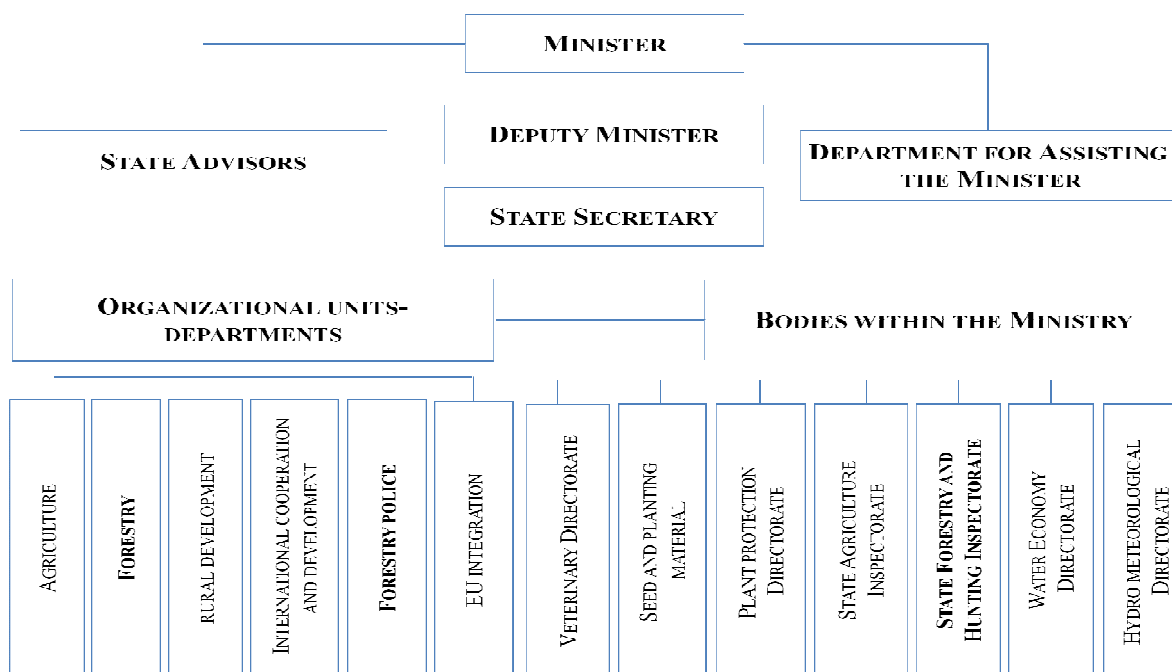 MINISTER
DEPUTY MINISTER
STATE ADVISORS
DEPARTMENT FOR ASSISTING
THE MINISTER
STATE SECRETARY
ORGANIZATIONAL UNITS-
DEPARTMENTS
BODIES WITHIN THE MINISTRY
AGRICULTURE
FORESTRY
RURAL DEVELOPMENT
INTERNATIONAL COOPERATION
AND DEVELOPMENT
FORESTRY POLICE
EU INTEGRATION
VETERINARY DIRECTORATE
SEED AND PLANTING
MATERIAL
PLANT PROTECTION
DIRECTORATE
STATE AGRICULTURE
INSPECTORATE
STATE FORESTRY AND
HUNTING INSPECTORATE
WATER ECONOMY
DIRECTORATE
HYDRO METEOROLOGICAL
DIRECTORATE